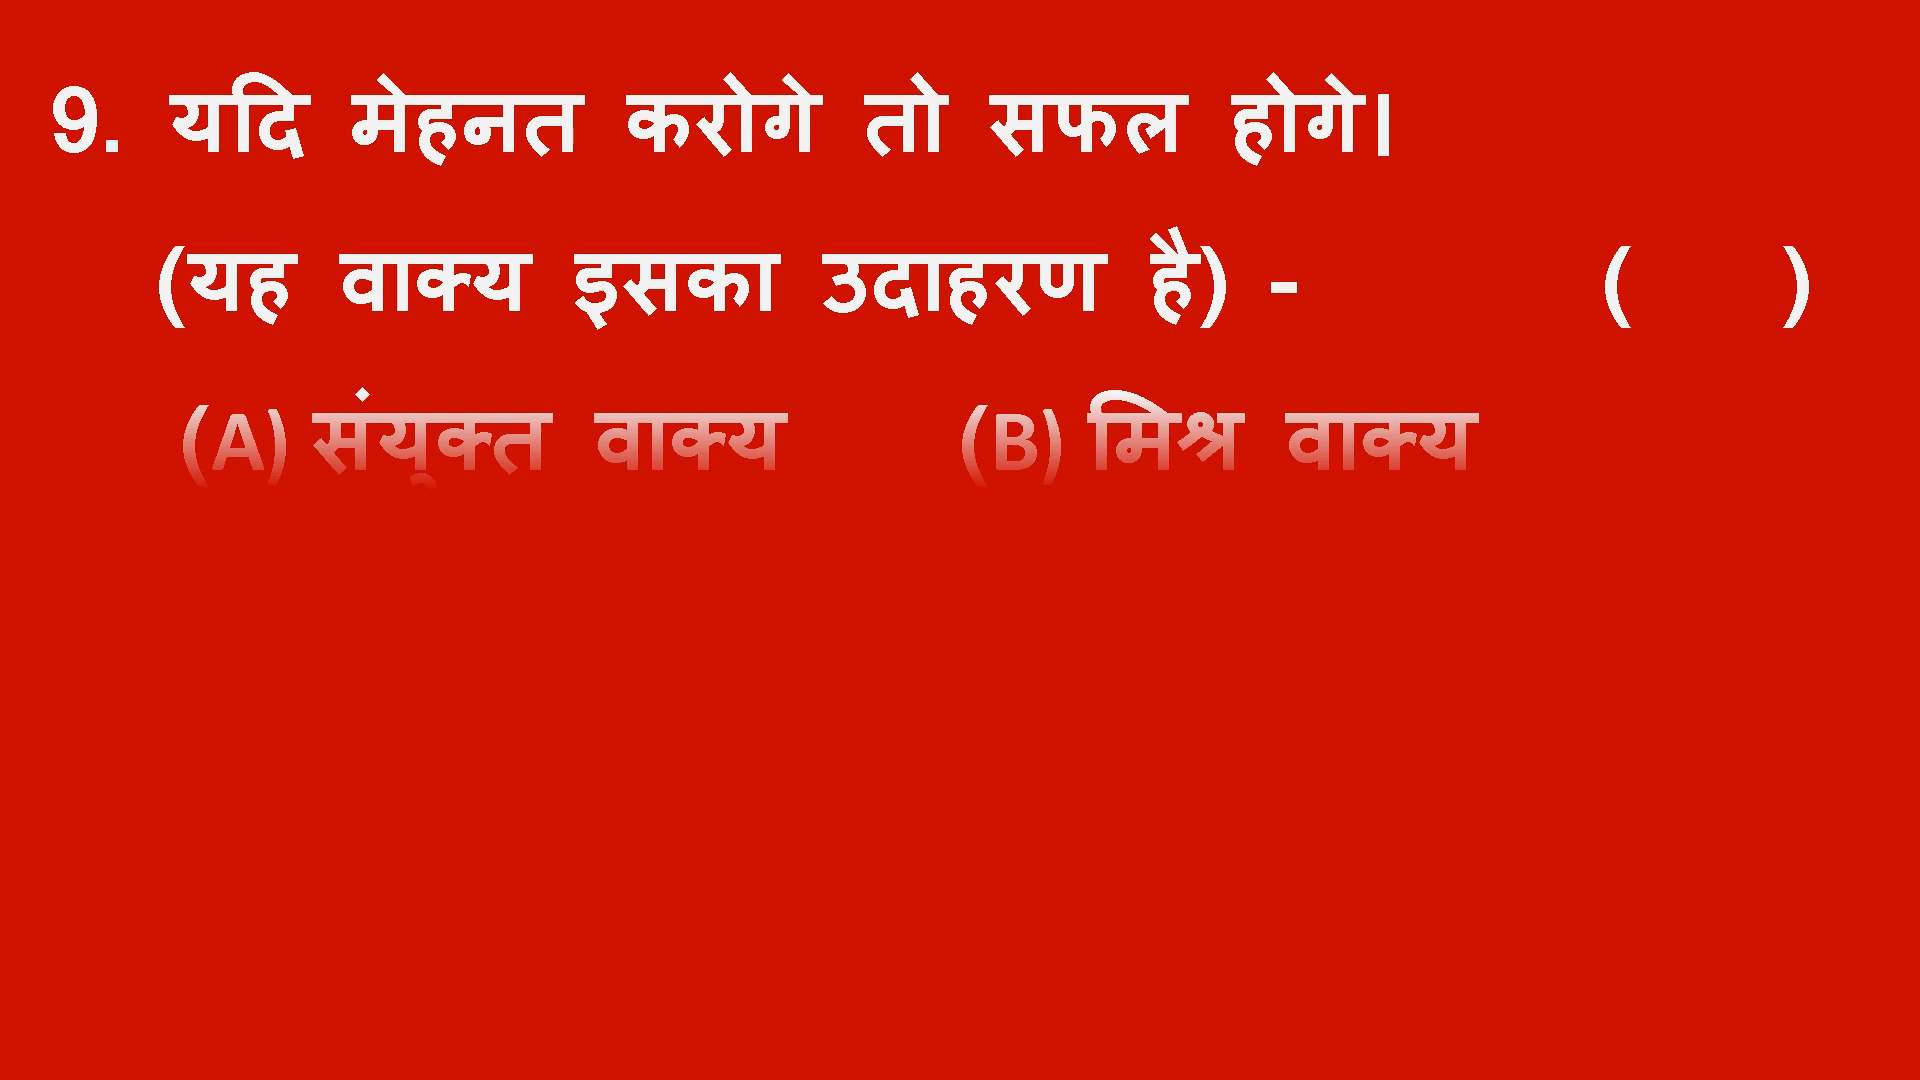 9. यदि मेहनत करोगे तो सफल होगे।
(यह वाक्य इसका उदाहरण है) - ( )
(A) संयुक्त वाक्य (B) मिश्र वाक्य